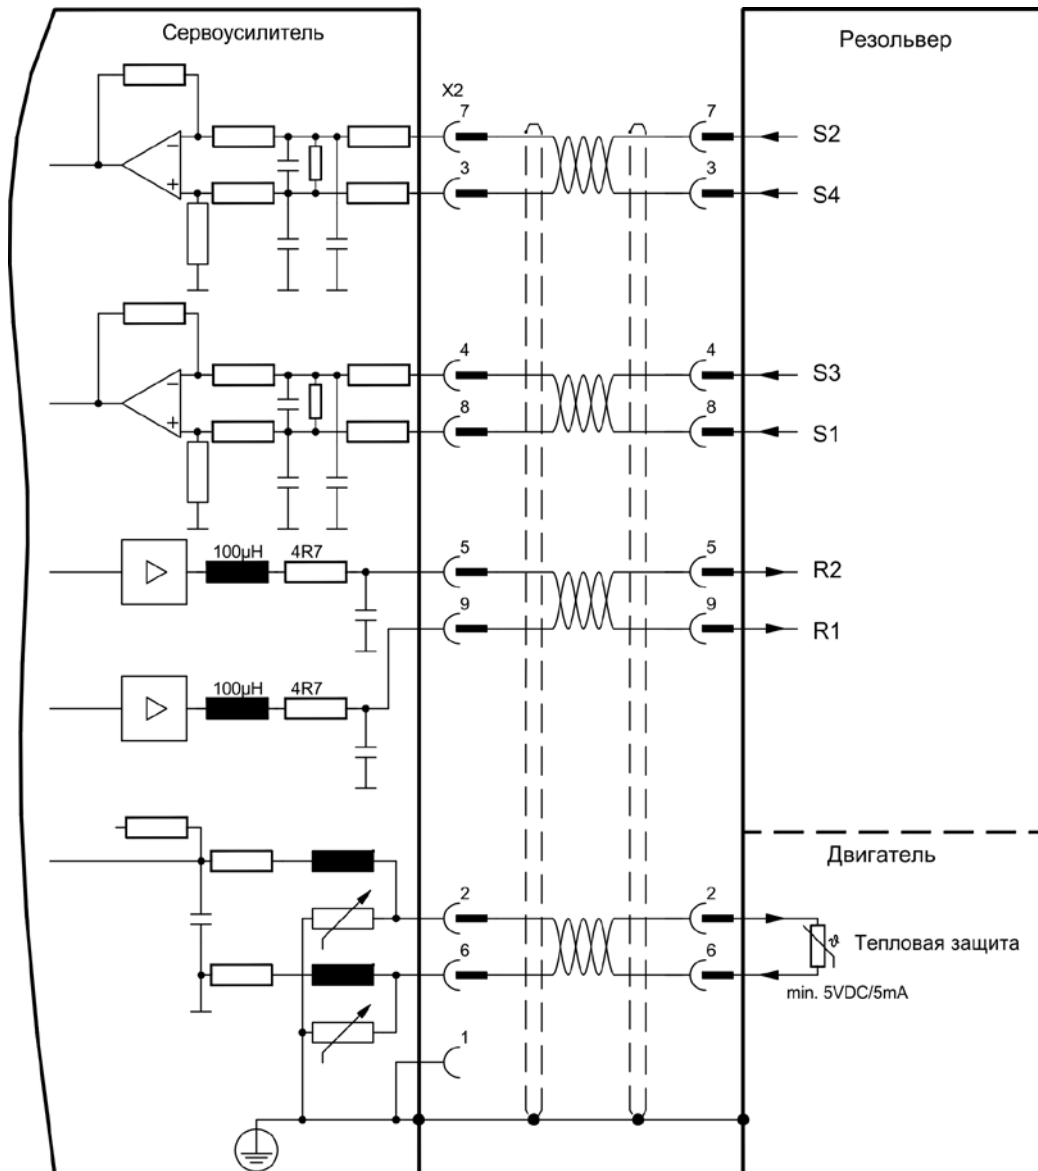 Сервоусилитель
Резольвер
X2
7
7
S2
3
3
S4
4
4
S3
8
8
S1
100µH
4R7
5
5
R2
9
9
R1
100µH
4R7
Двигатель
2
2
ϑ
Тепловая защита
6
6
min. 5VDC/5mA
1